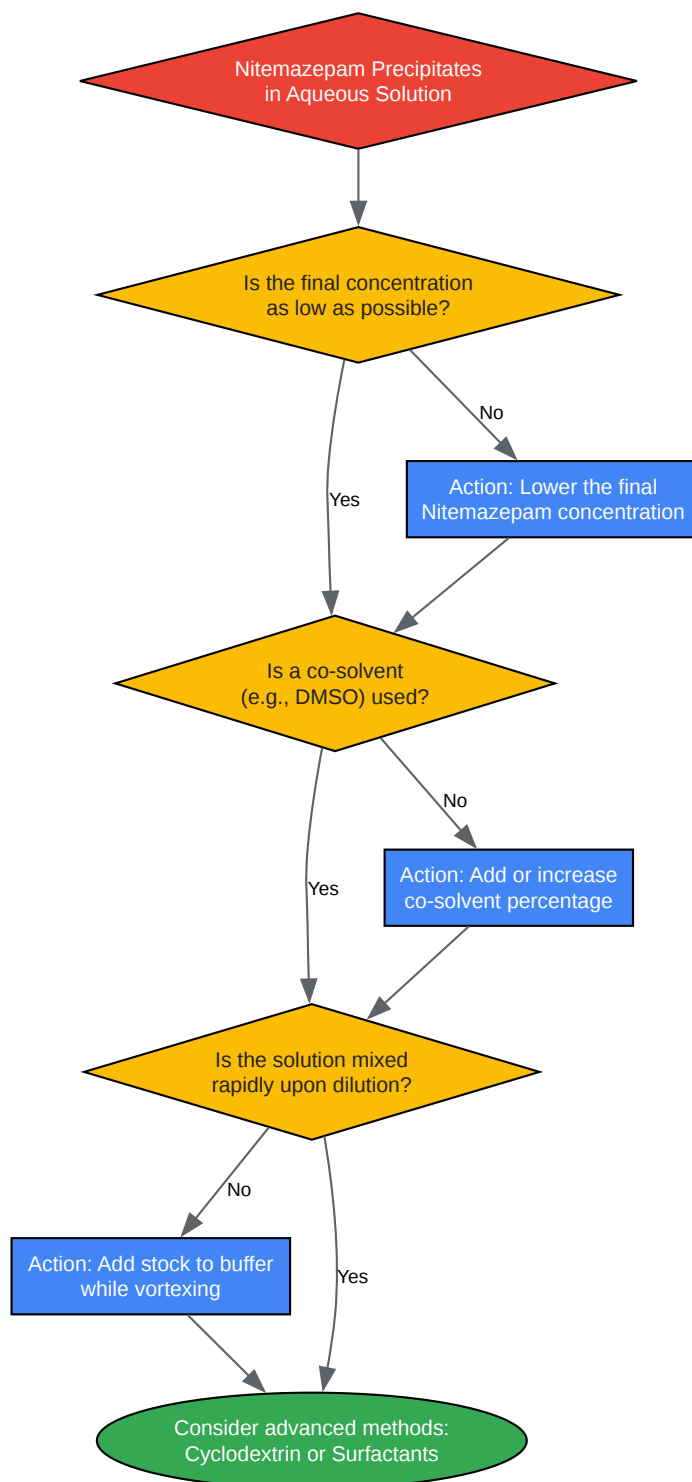 Nitemazepam Precipitates
in Aqueous Solution
Is the final concentration
as low as possible?
No
Yes
Action: Lower the final
Nitemazepam concentration
Is a co-solvent
(e.g., DMSO) used?
No
Yes
Action: Add or increase
co-solvent percentage
Is the solution mixed
rapidly upon dilution?
No
Yes
Action: Add stock to buffer
while vortexing
Consider advanced methods:
Cyclodextrin or Surfactants